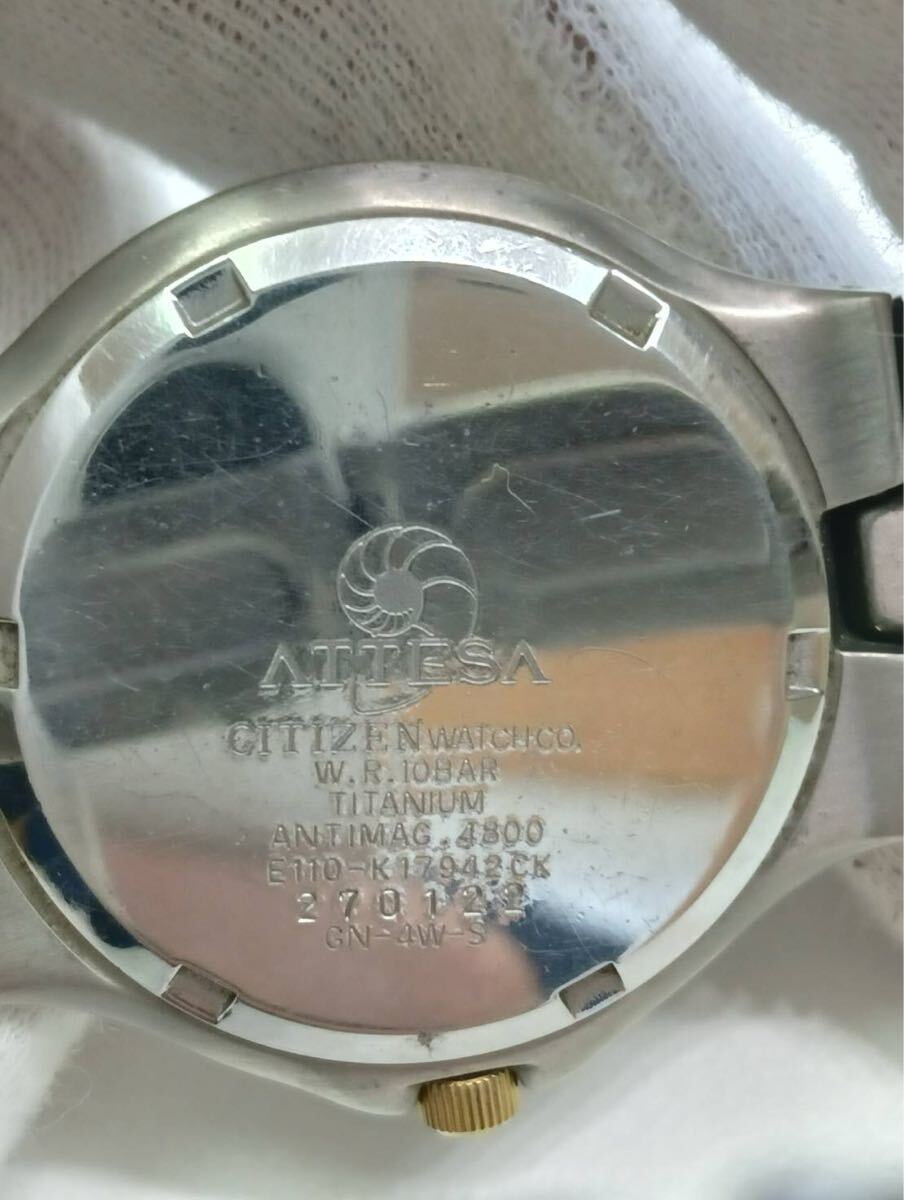 ATTESA
CITIZEN WATCH CO.
W.R.10BAR
TITANIUM
ANTIMAG.4800
E110-K17942CK
270122
GN-4W-S